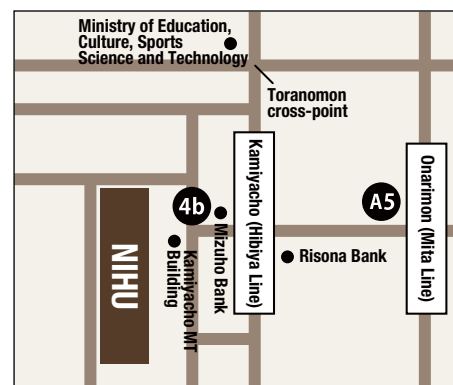 Ministry of Education,
Culture, Sports
Science and Technology
Toranomon
cross-point
Kamiyacho (Hibiya Line)
Onarimon (Mita Line)
4b
A5
Mizuho Bank
Risona Bank
NIHU
Kamiyacho MT
Building